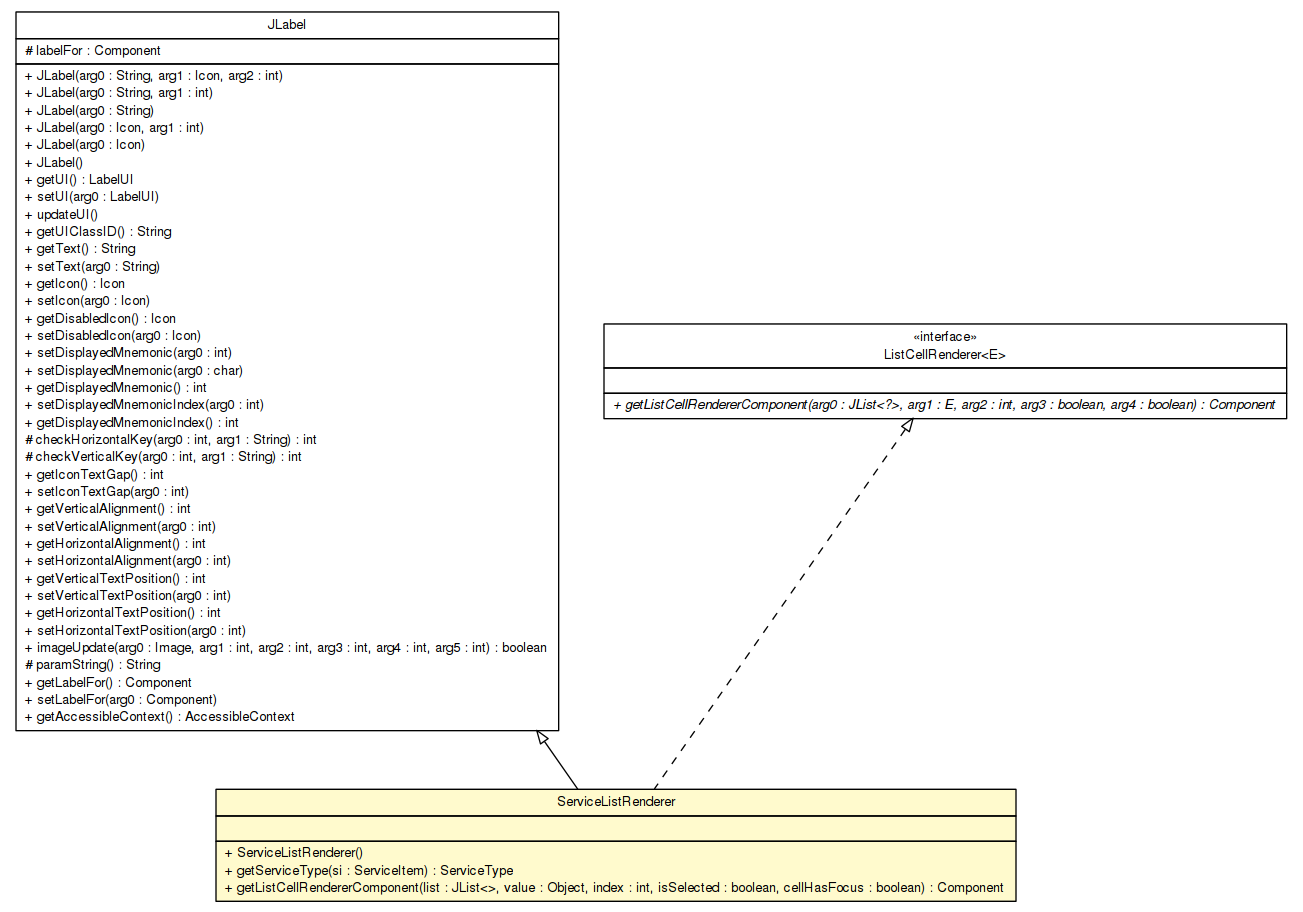 JLabel
# labelFor : Component
+ JLabel(arg0 : String, arg1 : Icon, arg2 : int)
+ JLabel(arg0 : String, arg1 : int)
+ JLabel(arg0 : String)
+ JLabel(arg0 : Icon, arg1 : int)
+ JLabel(arg0 : Icon)
+ JLabel()
+ getUI() : LabelUI
+ setUI(arg0 : LabelUI)
+ updateUI()
+ getUIClassID() : String
+ getText() : String
+ setText(arg0 : String)
+ getIcon() : Icon
+ setIcon(arg0 : Icon)
+ getDisabledIcon() : Icon
+ setDisabledIcon(arg0 : Icon)
+ setDisplayedMnemonic(arg0 : int)
+ setDisplayedMnemonic(arg0 : char)
+ getDisplayedMnemonic() : int
+ setDisplayedMnemonicIndex(arg0 : int)
+ getDisplayedMnemonicIndex() : int
# checkHorizontalKey(arg0 : int, arg1 : String) : int
# checkVerticalKey(arg0 : int, arg1 : String) : int
+ getIconTextGap() : int
+ setIconTextGap(arg0 : int)
+ getVerticalAlignment() : int
+ setVerticalAlignment(arg0 : int)
+ getHorizontalAlignment() : int
+ setHorizontalAlignment(arg0 : int)
+ getVerticalTextPosition() : int
+ setVerticalTextPosition(arg0 : int)
+ getHorizontalTextPosition() : int
+ setHorizontalTextPosition(arg0 : int)
+ imageUpdate(arg0 : Image, arg1 : int, arg2 : int, arg3 : int, arg4 : int, arg5 : int) : boolean
# paramString() : String
+ getLabelFor() : Component
+ setLabelFor(arg0 : Component)
+ getAccessibleContext() : AccessibleContext
«interface»
ListCellRenderer<E>
+ getListCellRendererComponent(arg0 : JList<?>, arg1 : E, arg2 : int, arg3 : boolean, arg4 : boolean) : Component
ServiceListRenderer
+ ServiceListRenderer()
+ getServiceType(si : ServiceItem) : ServiceType
+ getListCellRendererComponent(list : JList<>, value : Object, index : int, isSelected : boolean, cellHasFocus : boolean) : Component